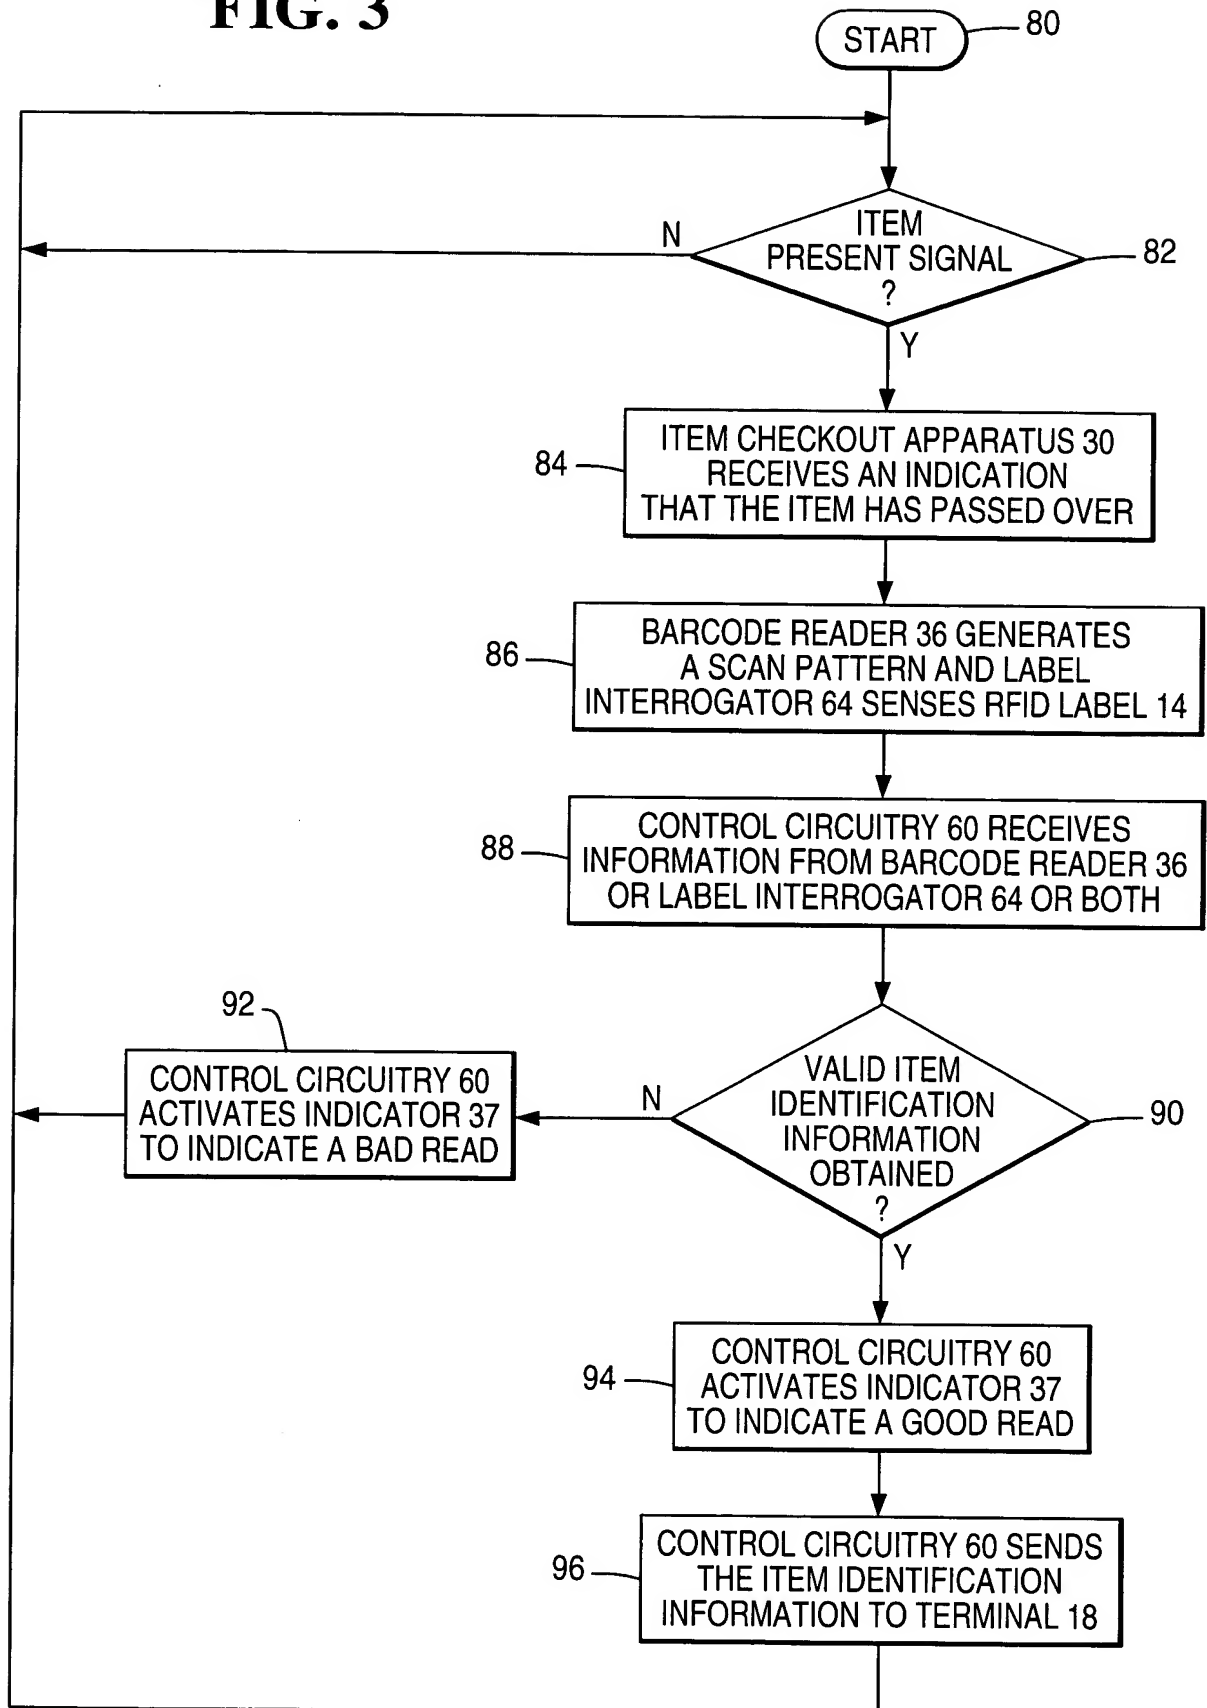 FIG. 3
START
80
ITEM
PRESENT SIGNAL
?
82
N
Y
84
ITEM CHECKOUT APPARATUS 30
RECEIVES AN INDICATION
THAT THE ITEM HAS PASSED OVER
86
BARCODE READER 36 GENERATES
A SCAN PATTERN AND LABEL
INTERROGATOR 64 SENSES RFID LABEL 14
88
CONTROL CIRCUITRY 60 RECEIVES
INFORMATION FROM BARCODE READER 36
OR LABEL INTERROGATOR 64 OR BOTH
VALID ITEM
IDENTIFICATION
INFORMATION
OBTAINED
?
90
N
92
CONTROL CIRCUITRY 60
ACTIVATES INDICATOR 37
TO INDICATE A BAD READ
Y
94
CONTROL CIRCUITRY 60
ACTIVATES INDICATOR 37
TO INDICATE A GOOD READ
96
CONTROL CIRCUITRY 60 SENDS
THE ITEM IDENTIFICATION
INFORMATION TO TERMINAL 18